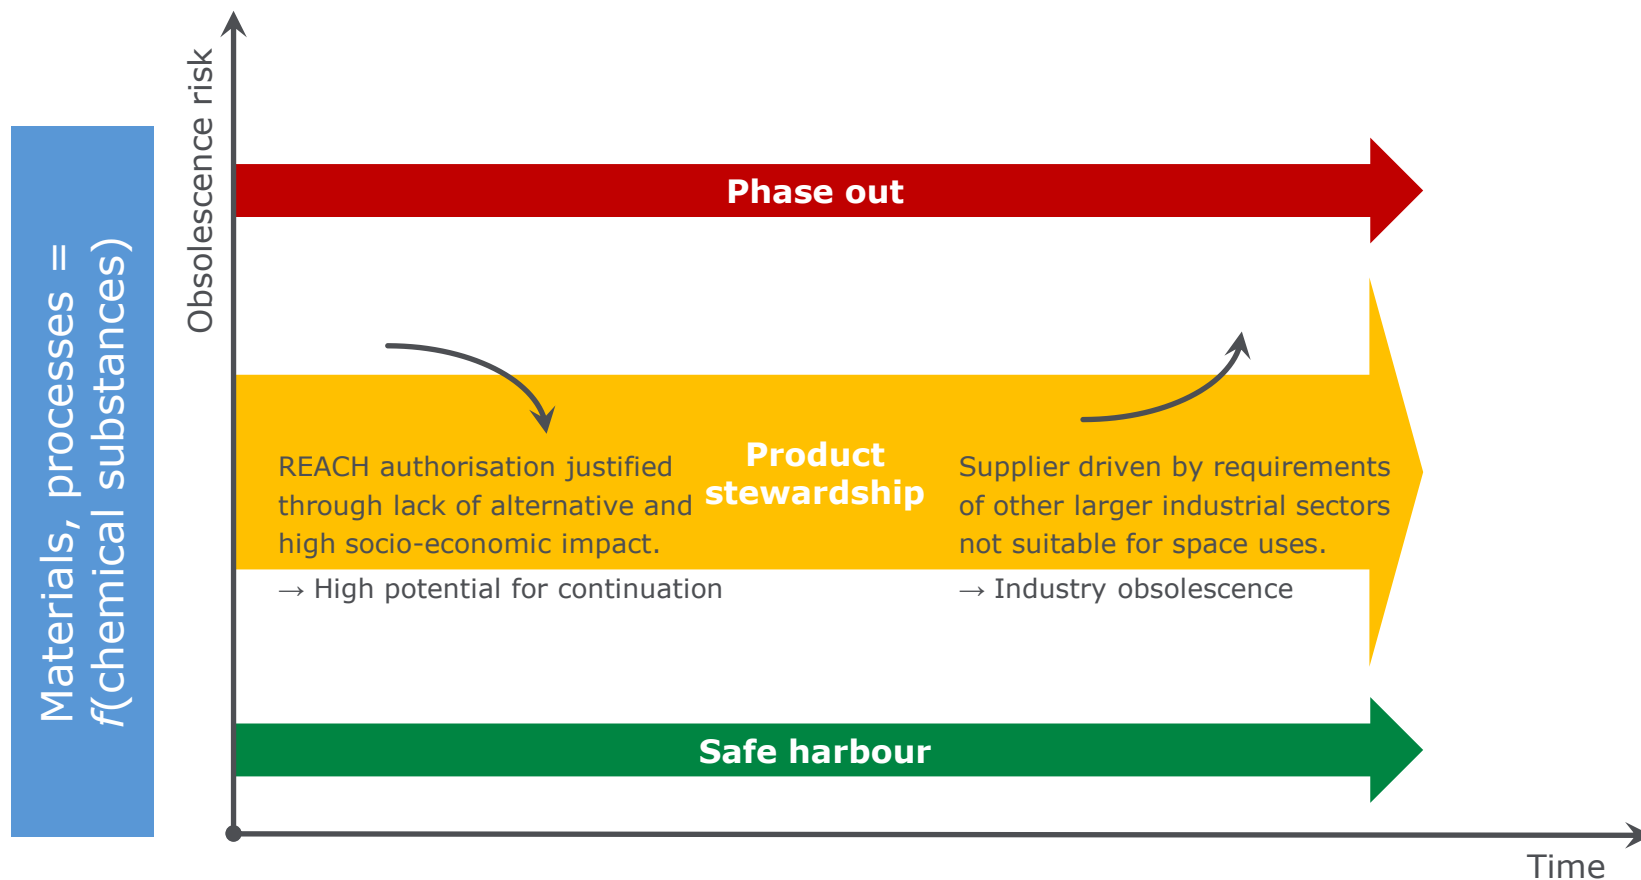 Materials, processes =
f(chemical substances)
Obsolescence risk
Phase out
REACH authorisation justified
through lack of alternative and
high socio-economic impact.
→ High potential for continuation
Product
stewardship
Supplier driven by requirements
of other larger industrial sectors
not suitable for space uses.
→ Industry obsolescence
Safe harbour
Time